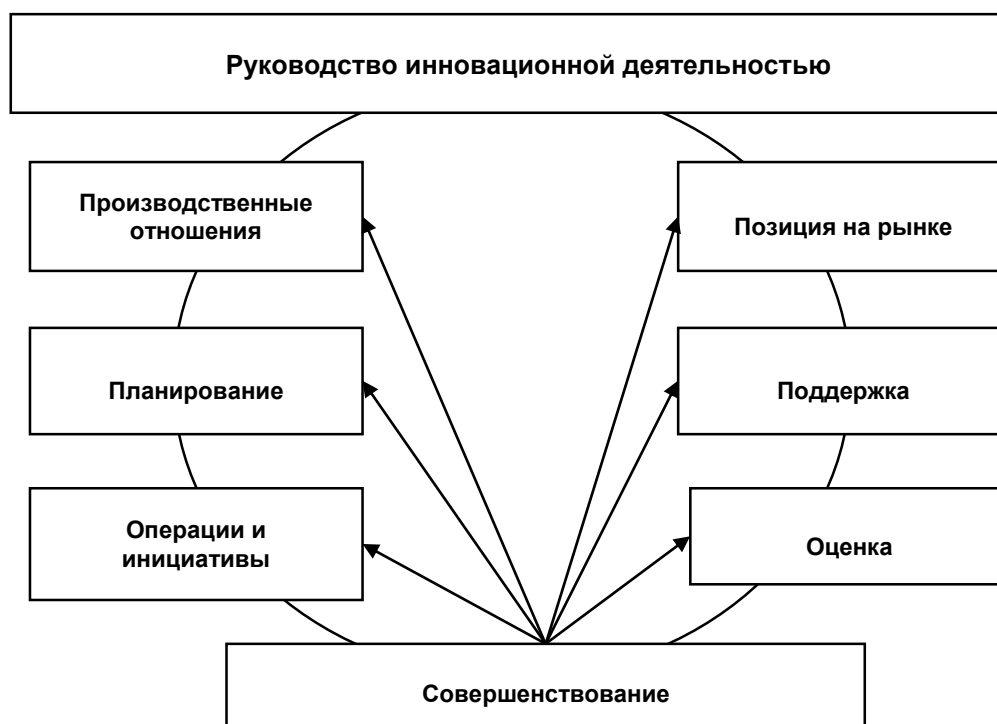 Руководство инновационной деятельностью
Производственные
отношения
Позиция на рынке
Планирование
Поддержка
Операции и
инициативы
Оценка
Совершенствование